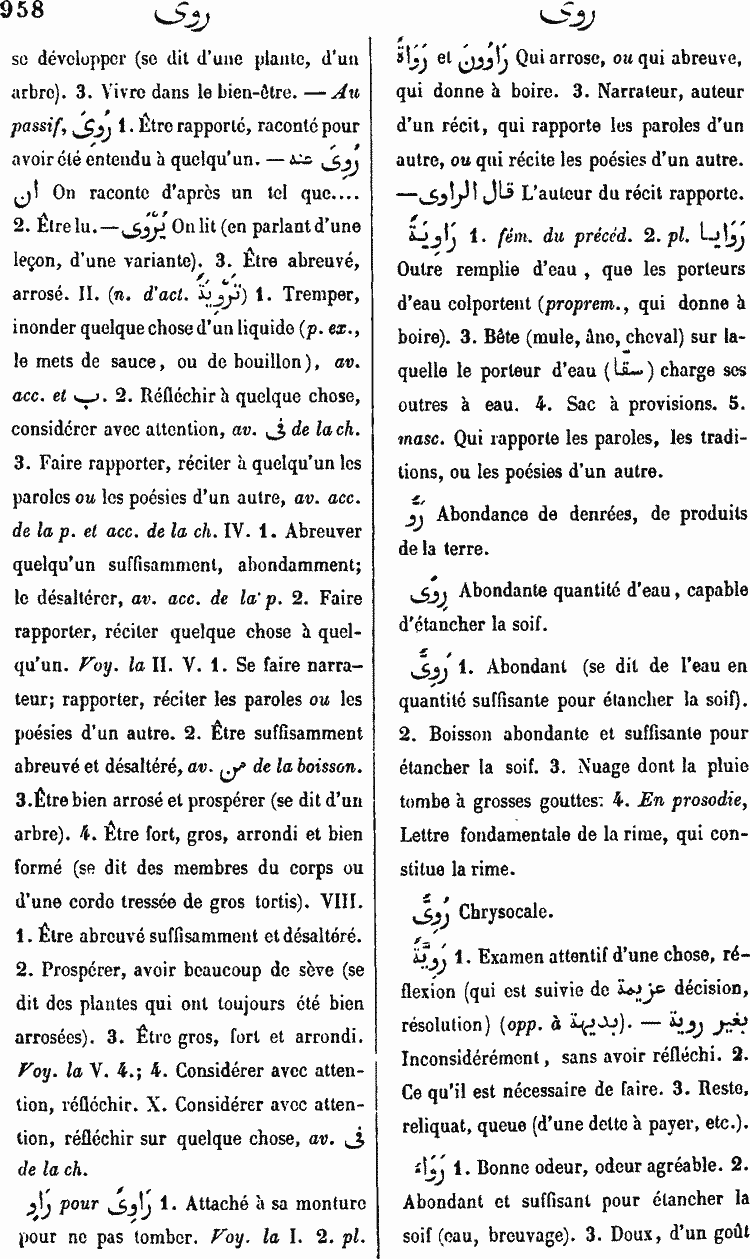 958 روى روى
se développer (se dit d'une plante, d'un
arbre). 3. Vivre dans le bien-être. — Au
passif, رُوِىَ 1. Être rapporté, raconté pour
avoir été entendu à quelqu'un. — رُوِىَ عنه
ان On raconte d'après un tel que....
2. Être lu. — يُرْوَى On lit (en parlant d'une
leçon, d'une variante). 3. Être abreuvé,
arrosé. II. (n. d'act. تَرْوِيَةٌ) 1. Tremper,
inonder quelque chose d'un liquide (p. ex.,
le mets de sauce, ou de bouillon), av.
acc. et ب. 2. Réfléchir à quelque chose,
considérer avec attention, av. فى de la ch.
3. Faire rapporter, réciter à quelqu'un les
paroles ou les poésies d'un autre, av. acc.
de la p. et acc. de la ch. IV. 1. Abreuver
quelqu'un suffisamment, abondamment;
le désaltérer, av. acc. de la p. 2. Faire
rapporter, réciter quelque chose à quel-
qu'un. Voy. la II. V. 1. Se faire narra-
teur; rapporter, réciter les paroles ou les
poésies d'un autre. 2. Être suffisamment
abreuvé et désaltéré, av. من de la boisson.
3. Être bien arrosé et prospérer (se dit d'un
arbre). 4. Être fort, gros, arrondi et bien
formé (se dit des membres du corps ou
d'une corde tressée de gros tortis). VIII.
1. Être abreuvé suffisamment et désaltéré.
2. Prospérer, avoir beaucoup de sève (se
dit des plantes qui ont toujours été bien
arrosées). 3. Être gros, fort et arrondi.
Voy. la V. 4.; 4. Considérer avec atten-
tion, réfléchir. X. Considérer avec atten-
tion, réfléchir sur quelque chose, av. فى
de la ch.
رَاوٍ pour رَاوِىٌ 1. Attaché à sa monture
pour ne pas tomber. Voy. la I. 2. pl.
رُوَاةٌ et رَاوُونَ Qui arrose, ou qui abreuve,
qui donne à boire. 3. Narrateur, auteur
d'un récit, qui rapporte les paroles d'un
autre, ou qui récite les poésies d'un autre.
— قال الراوى L'auteur du récit rapporte.
رَاوِيَةٌ 1. fém. du précéd. 2. pl. رَوَايَا
Outre remplie d'eau, que les porteurs
d'eau colportent (proprem., qui donne à
boire). 3. Bête (mule, âne, cheval) sur la-
quelle le porteur d'eau (سقّا) charge ses
outres à eau. 4. Sac à provisions. 5.
masc. Qui rapporte les paroles, les tradi-
tions, ou les poésies d'un autre.
رَوٌّ Abondance de denrées, de produits
de la terre.
رِوًى Abondante quantité d'eau, capable
d'étancher la soif.
رَوِىٌّ 1. Abondant (se dit de l'eau en
quantité suffisante pour étancher la soif).
2. Boisson abondante et suffisante pour
étancher la soif. 3. Nuage dont la pluie
tombe à grosses gouttes: 4. En prosodie,
Lettre fondamentale de la rime, qui con-
stitue la rime.
رُوِىٌّ Chrysocale.
رَوِيَّةٌ 1. Examen attentif d'une chose, ré-
flexion (qui est suivie de عزيمة décision,
résolution) (opp. à بديهة). — بغير روية
Inconsidérément, sans avoir réfléchi. 2.
Ce qu'il est nécessaire de faire. 3. Reste,
reliquat, queue (d'une dette à payer, etc.).
رَوَاءٌ 1. Bonne odeur, odeur agréable. 2.
Abondant et suffisant pour étancher la
soif (eau, breuvage). 3. Doux, d'un goût